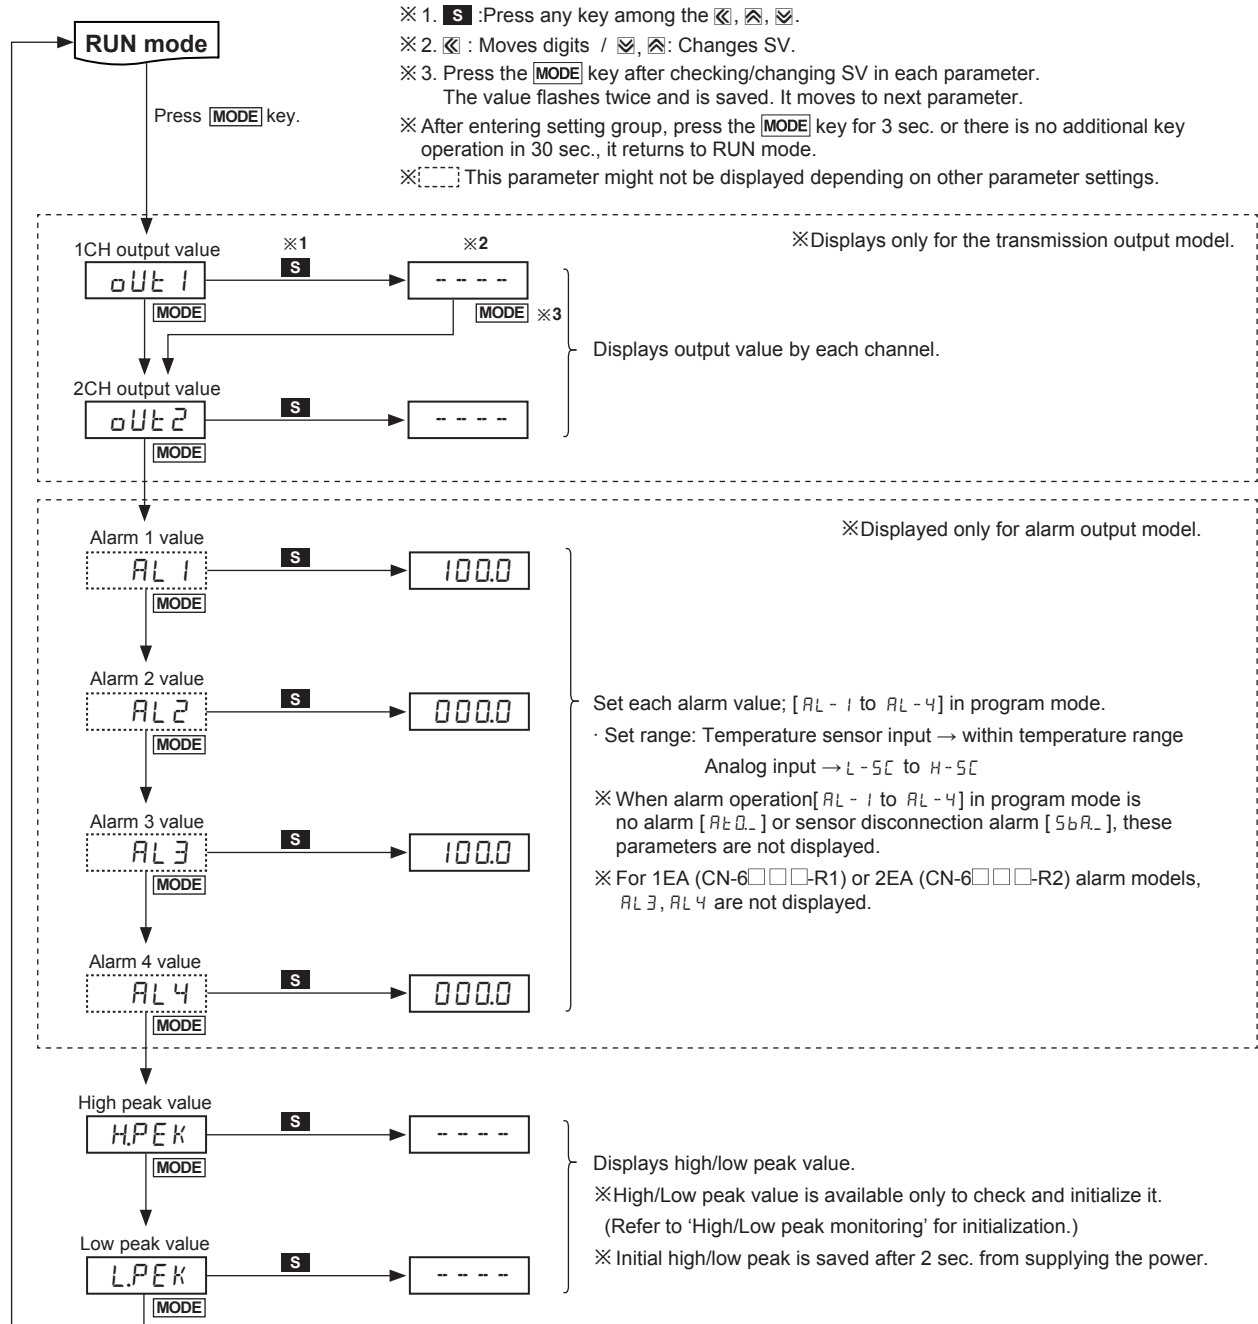 ※ 1. S :Press any key among the «, ︽, ︾.
RUN mode
※ 2. « : Moves digits / ︾, ︽: Changes SV.
※ 3. Press the MODE key after checking/changing SV in each parameter.
The value flashes twice and is saved. It moves to next parameter.
Press MODE key.
※ After entering setting group, press the MODE key for 3 sec. or there is no additional key
operation in 30 sec., it returns to RUN mode.
※ This parameter might not be displayed depending on other parameter settings.
1CH output value ※1 ※2 ※Displays only for the transmission output model.
oUt1 S ----
MODE MODE ※3
Displays output value by each channel.
2CH output value
oUt2 S ----
MODE
※Displayed only for alarm output model.
Alarm 1 value
AL1 S 100.0
MODE
Alarm 2 value
AL2 S 000.0
MODE
Set each alarm value; [ AL-1 to AL-4] in program mode.
· Set range: Temperature sensor input → within temperature range
Analog input → L-SC to H-SC
※ When alarm operation[ AL-1 to AL-4] in program mode is
no alarm [ At0._ ] or sensor disconnection alarm [ SbA._ ], these
parameters are not displayed.
※ For 1EA (CN-6□□□-R1) or 2EA (CN-6□□□-R2) alarm models,
AL3, AL4 are not displayed.
Alarm 3 value
AL3 S 100.0
MODE
Alarm 4 value
AL4 S 000.0
MODE
High peak value
H.PEK S ----
MODE
Displays high/low peak value.
※High/Low peak value is available only to check and initialize it.
(Refer to ‘High/Low peak monitoring’ for initialization.)
※ Initial high/low peak is saved after 2 sec. from supplying the power.
Low peak value
L.PEK S ----
MODE